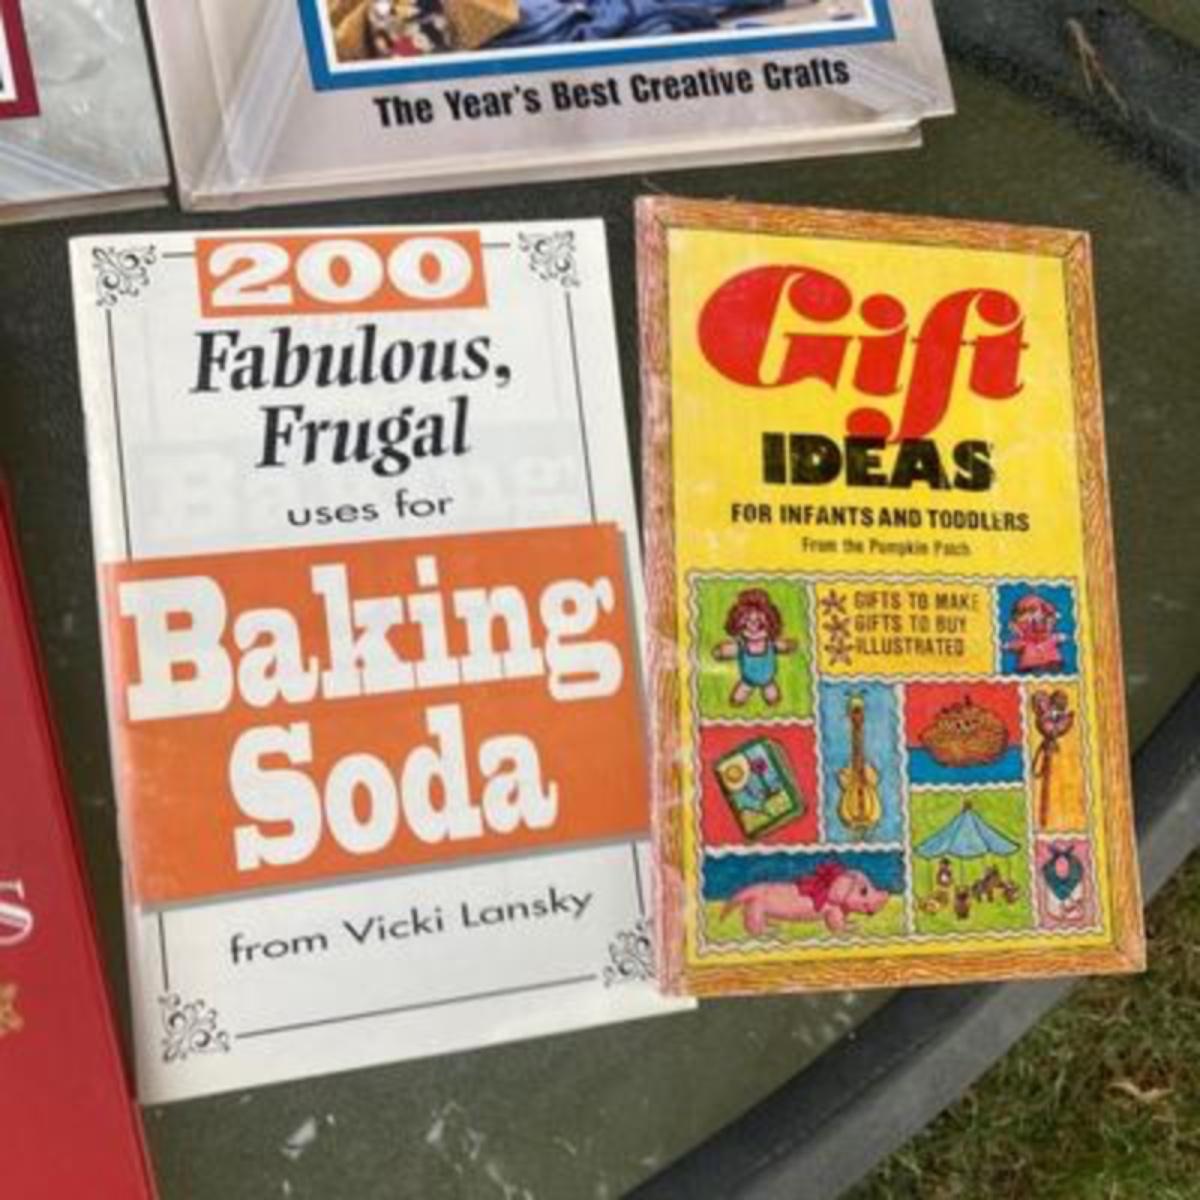 The Year's Best Creative Crafts
200
Fabulous,
Frugal
uses for
Baking
Soda
from Vicki Lansky
Gift
IDEAS
FOR INFANTS AND TODDLERS
From the Pumpkin Patch
GIFTS TO MAKE
GIFTS TO BUY
ILLUSTRATED
S